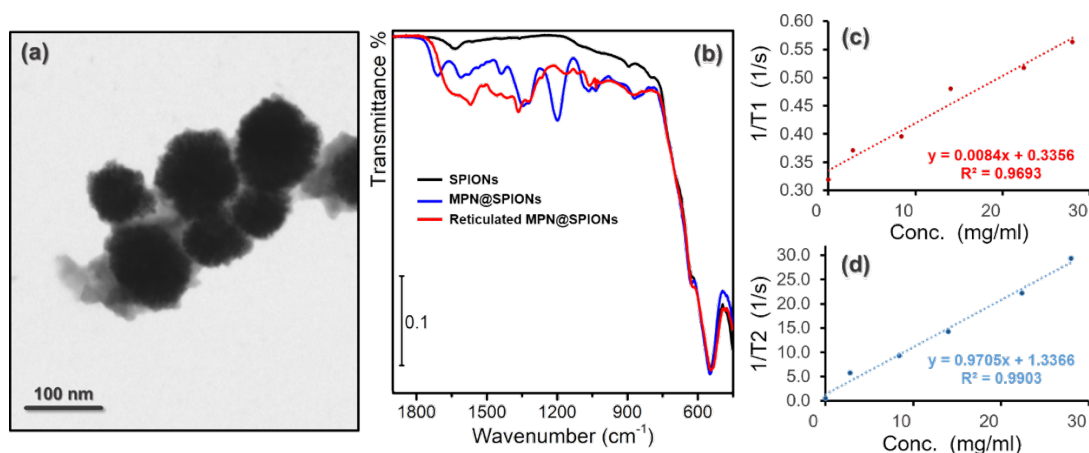 (a)
100 nm
(b)
Transmittance %
SPIONs
MPN@SPIONs
Reticulated MPN@SPIONs
0.1
1800 1500 1200 900 600
Wavenumber (cm⁻¹)
(c)
1/T1 (1/s)
0.60
0.55
0.50
0.45
0.40
0.35
0.30
y = 0.0084x + 0.3356
R² = 0.9693
0 10 20 30
Conc. (mg/ml)
(d)
1/T2 (1/s)
30.0
25.0
20.0
15.0
10.0
5.0
0.0
y = 0.9705x + 1.3366
R² = 0.9903
0 10 20 30
Conc. (mg/ml)